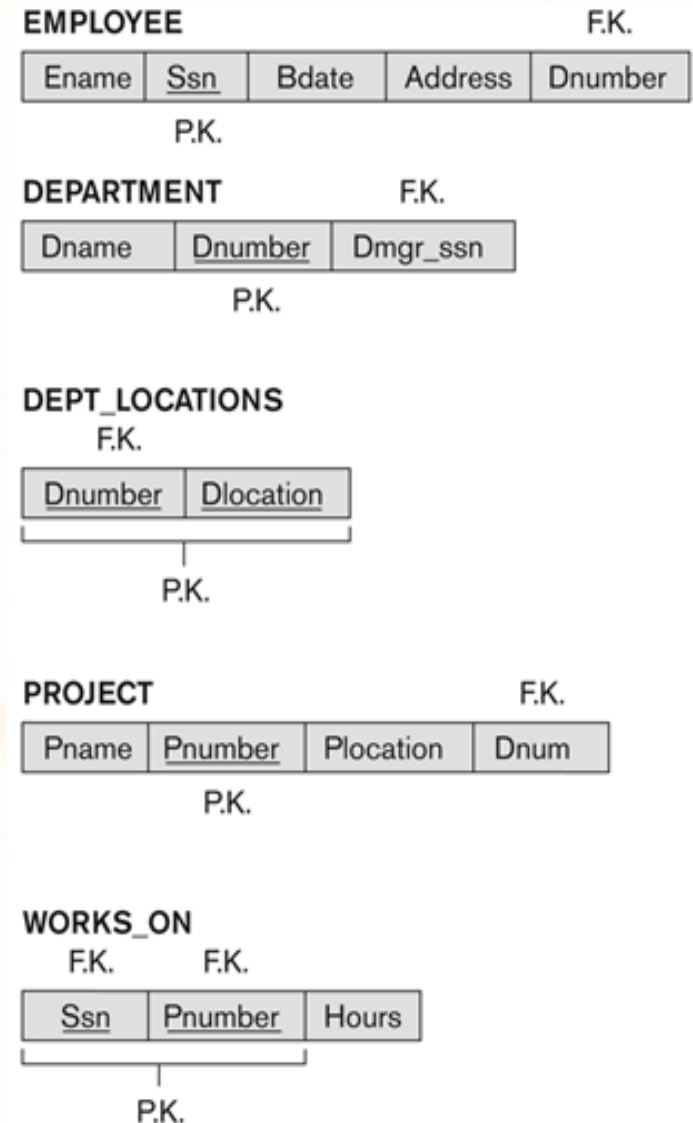 EMPLOYEE F.K.
Ename Ssn Bdate Address Dnumber
P.K.
DEPARTMENT F.K.
Dname Dnumber Dmgr_ssn
P.K.
DEPT_LOCATIONS
F.K.
Dnumber Dlocation
P.K.
PROJECT F.K.
Pname Pnumber Plocation Dnum
P.K.
WORKS_ON
F.K. F.K.
Ssn Pnumber Hours
P.K.